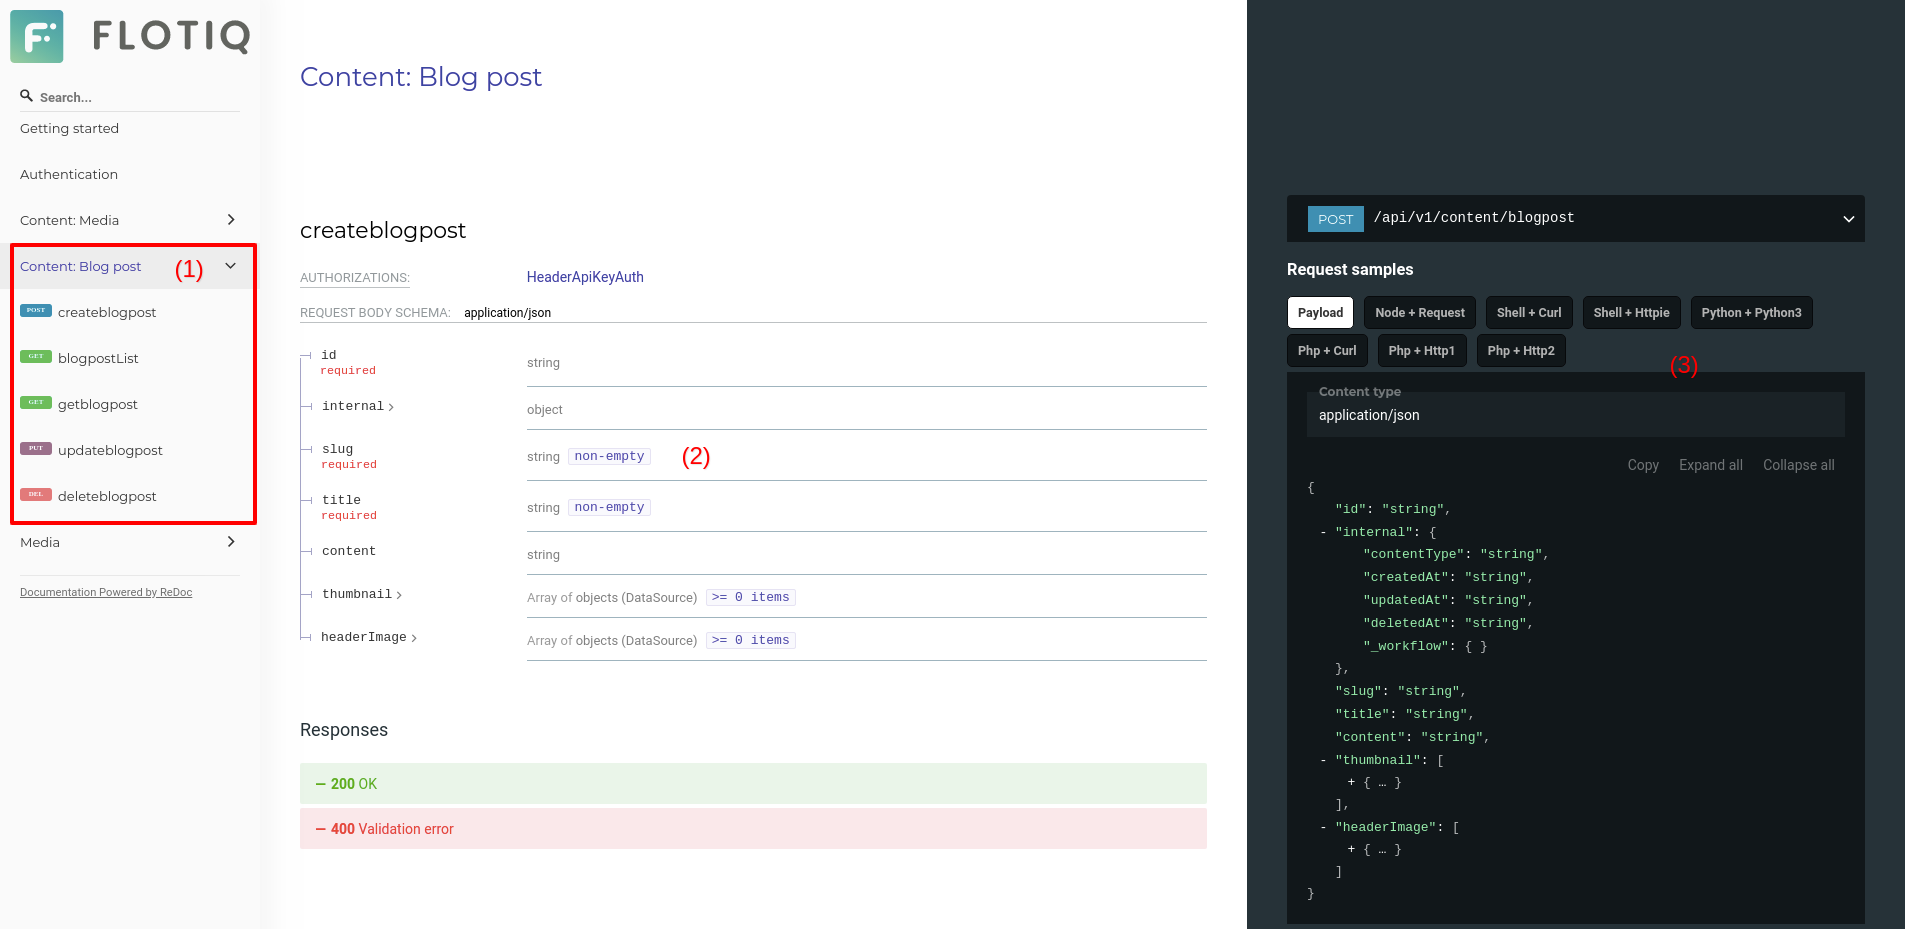 FLOTIQ
Search...
Getting started
Authentication
Content: Media
Content: Blog post (1)
POST createblogpost
GET blogpostList
GET getblogpost
PUT updateblogpost
DEL deleteblogpost
Media
Documentation Powered by ReDoc
Content: Blog post
createblogpost
AUTHORIZATIONS: HeaderApiKeyAuth
REQUEST BODY SCHEMA: application/json
id
required
string
internal
object
slug
required
string non-empty (2)
title
required
string non-empty
content
string
thumbnail
Array of objects (DataSource) >= 0 items
headerImage
Array of objects (DataSource) >= 0 items
Responses
— 200 OK
— 400 Validation error
POST /api/v1/content/blogpost
Request samples
Payload Node + Request Shell + Curl Shell + Httpie Python + Python3
Php + Curl Php + Http1 Php + Http2
(3)
Content type
application/json
Copy Expand all Collapse all
{
"id": "string",
- "internal": {
"contentType": "string",
"createdAt": "string",
"updatedAt": "string",
"deletedAt": "string",
"_workflow": { }
},
"slug": "string",
"title": "string",
"content": "string",
- "thumbnail": [
+ { … }
],
- "headerImage": [
+ { … }
]
}